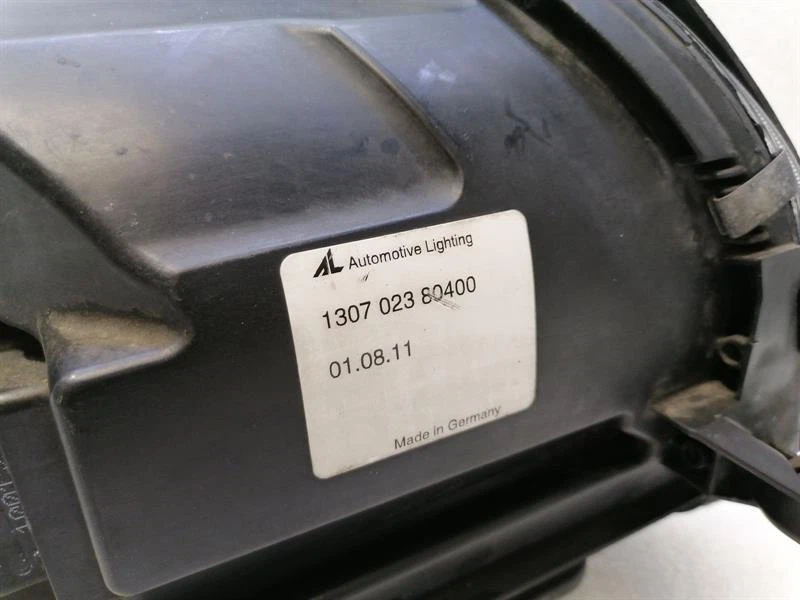 AL Automotive Lighting
1307 023 80400
01.08.11
Made in Germany